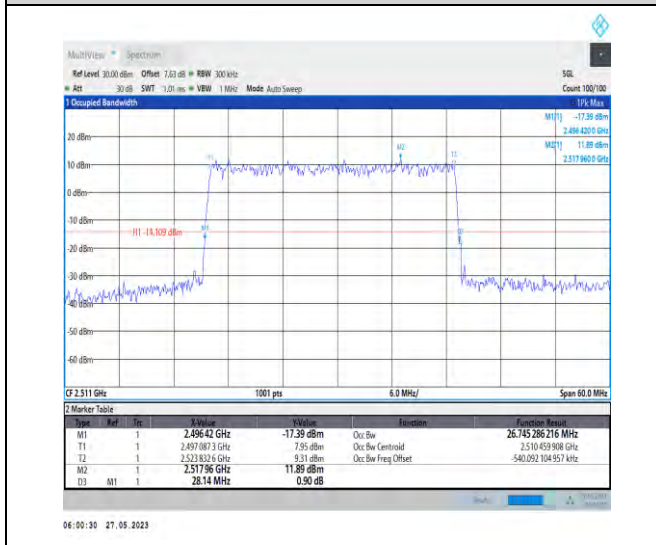 MultiView Spectrum
Ref Level 30.00 dBm Offset 7.63 dB RBW 300 kHz SGL
Att 30 dB SWT 1.01 ms VBW 1 MHz Mode Auto Sweep Count 100/100
1 Occupied Bandwidth 1Pk Max
M1[1] -17.39 dBm
2.496 420 0 GHz
20 dBm M2[1] 11.89 dBm
2.517 960 0 GHz
M2
T1
10 dBm
0 dBm
-10 dBm
H1 -14.109 dBm M1
-20 dBm
-30 dBm
-40 dBm
-50 dBm
-60 dBm
CF 2.511 GHz 1001 pts 6.0 MHz/ Span 60.0 MHz
2 Marker Table
Type Ref Trc X-Value Y-Value Function Function Result
M1 1 2.496 42 GHz -17.39 dBm Occ Bw 26.745 286 216 MHz
T1 1 2.497 087 3 GHz 7.95 dBm Occ Bw Centroid 2.510 459 908 GHz
T2 1 2.523 832 6 GHz 9.31 dBm Occ Bw Freq Offset -540.092 104 957 kHz
M2 1 2.517 96 GHz 11.89 dBm
D3 M1 1 28.14 MHz 0.90 dB
06:00:30 27.05.2023